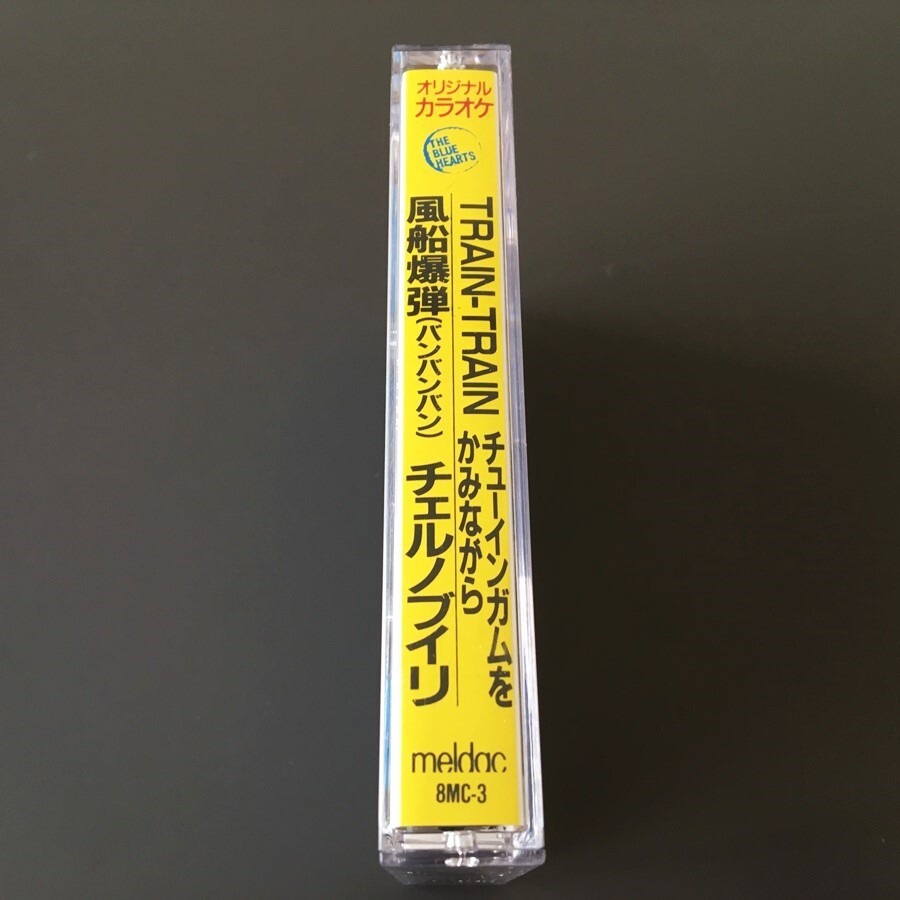 オリジナル
カラオケ
THE
BLUE
HEARTS
TRAIN-TRAIN
チューインガムを
かみながら
風船爆弾(バンバンバン)
チェルノブイリ
meldac
8MC-3